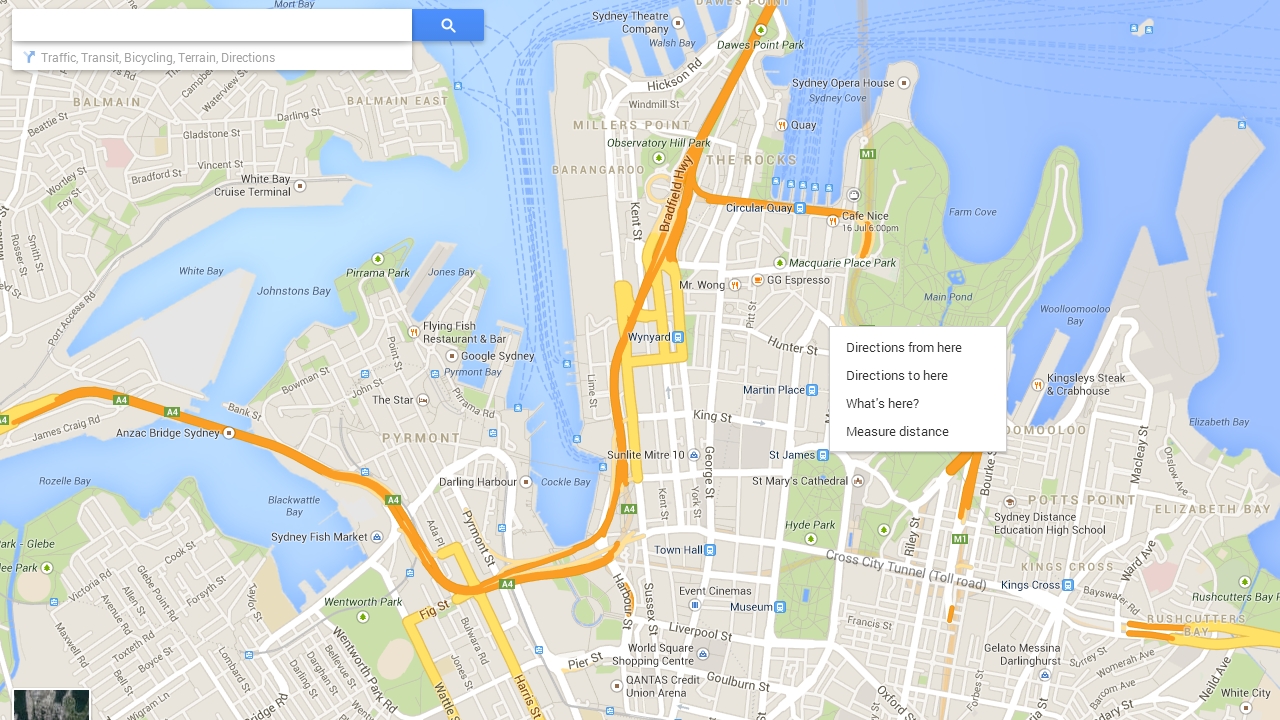 Mort Bay
Sydney Theatre
Company
DAWES POINT
Walsh Bay
Dawes Point Park
Traffic, Transit, Bicycling, Terrain, Directions
Hickson Rd
Sydney Opera House
Sydney Cove
BALMAIN
BALMAIN EAST
Windmill St
Beattie St
Darling St
Gladstone St
MILLERS POINT
Quay
Observatory Hill Park
THE ROCKS
M1
Vincent St
Bradford St
BARANGAROO
White Bay
Cruise Terminal
Wortley St
Foy St
Bradfield Hwy
Kent St
Circular Quay
Cafe Nice
16 Jul 6:00pm
Farm Cove
Smith St
Rosser St
Macquarie Place Park
White Bay
Pirrama Park
Jones Bay
Johnstons Bay
Mr. Wong
GG Espresso
Main Pond
Port Access Rd
Pitt St
Woolloomooloo
Bay
Flying Fish
Restaurant & Bar
Google Sydney
Point St
Pyrmont Bay
Wynyard
Hunter St
Directions from here
Directions to here
What's here?
Measure distance
Bowman St
John St
The Star
Pirrama Rd
Lime St
Martin Place
Kingsleys Steak
& Crabhouse
A4
A4
A4
Bank St
James Craig Rd
Anzac Bridge Sydney
PYRMONT
King St
Elizabeth Bay
Sunlite Mitre 10
George St
St James
Macleay St
Bourke S
Rozelle Bay
Darling Harbour
Cockle Bay
St Mary's Cathedral
Onslow Ave
Blackwattle
Bay
A4
Kent St
York St
POTTS POINT
ELIZABETH BAY
A4
Sydney Distance
Education High School
Hyde Park
Riley St
Ada Pl
Pyrmont St
Sydney Fish Market
M1
Town Hall
Cross City Tunnel (Toll road)
KINGS CROSS
Ward Ave
Cook St
Kings Cross
A4
Victoria Rd
Glebe Point Rd
Forsyth St
Allen St
Avenue Rd
Wentworth Park
Fig St
Harbour St
Sussex St
Event Cinemas
Museum
Bayswater Rd
Rushcutters Bay
Francis St
RUSHCUTTERS
BAY
Maxwell Rd
Toxteth Rd
Boyce St
Wigram Ln
Lombard St
Darghan St
Darling St
Bellevue St
Wentworth Park Rd
Bulwara Rd
Jones St
Wattle S
Harris St
Liverpool St
Pier St
World Square
Shopping Centre
Goulburn St
QANTAS Credit
Union Arena
Gelato Messina
Darlinghurst
Surrey St
Womerah Ave
Barcom Ave
Neild Ave
Oxford St
Forbes St
White City